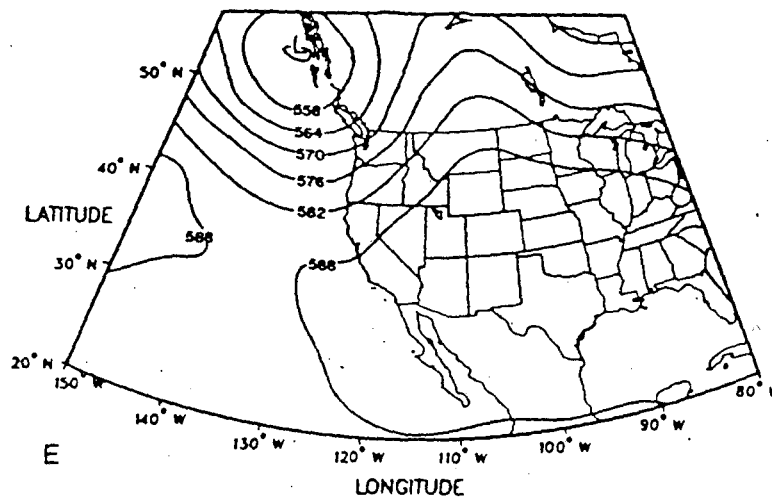 50° N
558
564
570
576
40° N
582
LATITUDE
588
588
30° N
20° N
150° W
140° W
130° W
120° W
110° W
100° W
90° W
80° W
E
LONGITUDE